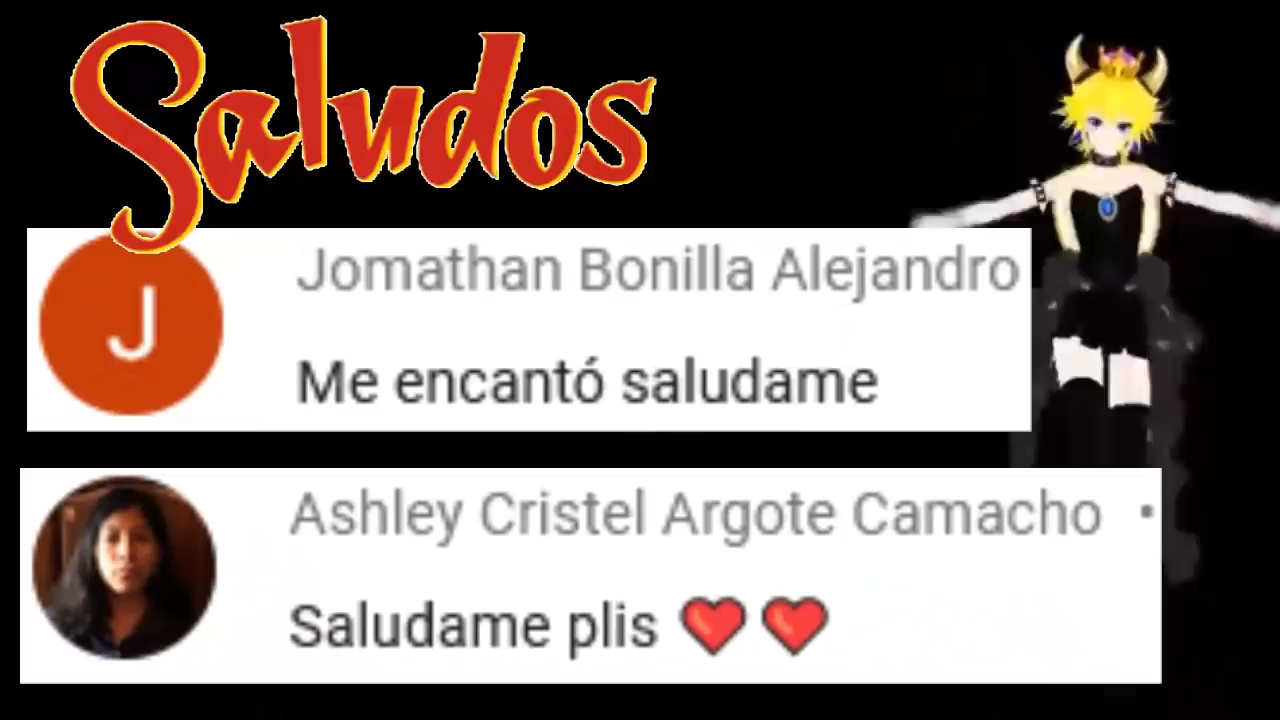 Saludos
J
Jomathan Bonilla Alejandro
Me encantó saludame
Ashley Cristel Argote Camacho •
Saludame plis ❤️❤️